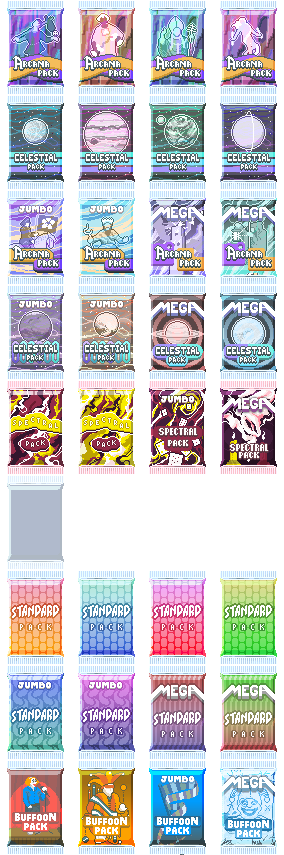 ARCANA PACK
ARCANA PACK
ARCANA PACK
ARCANA PACK
CELESTIAL PACK
CELESTIAL PACK
CELESTIAL PACK
CELESTIAL PACK
JUMBO ARCANA PACK
JUMBO ARCANA PACK
MEGA ARCANA PACK
MEGA ARCANA PACK
JUMBO CELESTIAL PACK
JUMBO CELESTIAL PACK
MEGA CELESTIAL PACK
MEGA CELESTIAL PACK
SPECTRAL PACK
SPECTRAL PACK
JUMBO SPECTRAL PACK
MEGA SPECTRAL PACK
STANDARD PACK
STANDARD PACK
STANDARD PACK
STANDARD PACK
JUMBO STANDARD PACK
JUMBO STANDARD PACK
MEGA STANDARD PACK
MEGA STANDARD PACK
BUFFOON PACK
BUFFOON PACK
JUMBO BUFFOON PACK
MEGA BUFFOON PACK